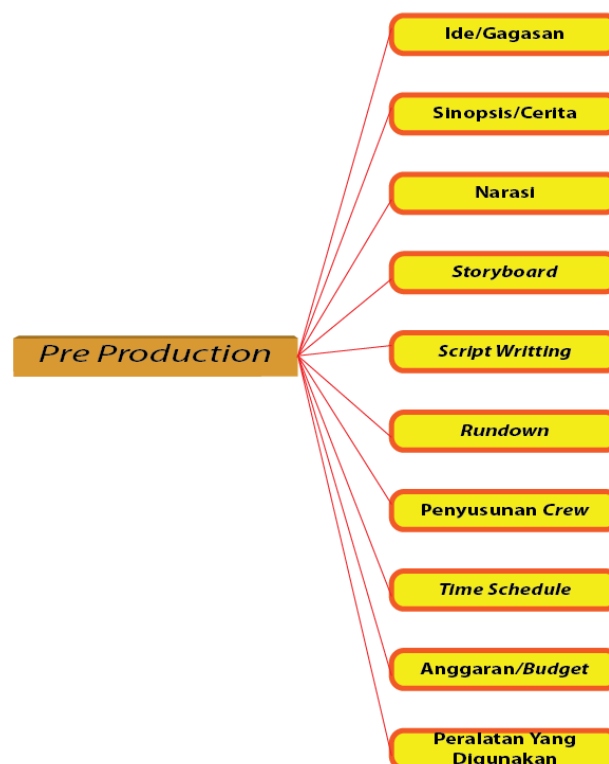 Ide/Gagasan
Sinopsis/Cerita
Narasi
Storyboard
Pre Production
Script Writting
Rundown
Penyusunan Crew
Time Schedule
Anggaran/Budget
Peralatan Yang
Digunakan